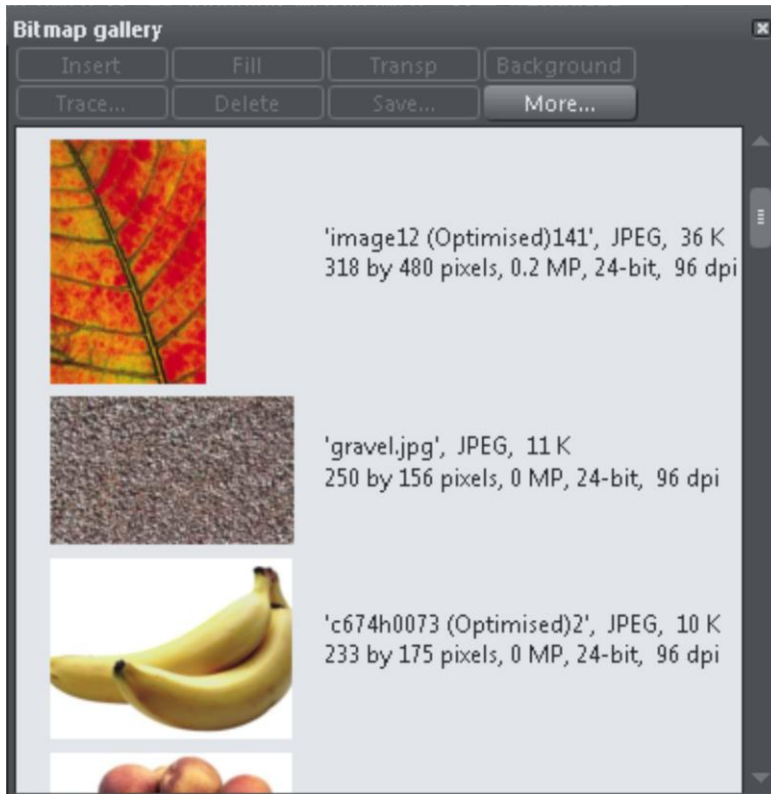 Bitmap gallery
Insert Fill Transp Background
Trace... Delete Save... More...
'image12 (Optimised)141', JPEG, 36 K
318 by 480 pixels, 0.2 MP, 24-bit, 96 dpi
'gravel.jpg', JPEG, 11 K
250 by 156 pixels, 0 MP, 24-bit, 96 dpi
'c674h0073 (Optimised)2', JPEG, 10 K
233 by 175 pixels, 0 MP, 24-bit, 96 dpi